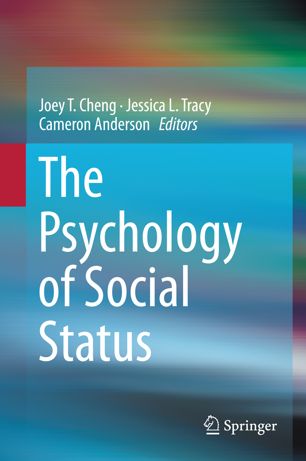 Joey T. Cheng · Jessica L. Tracy
Cameron Anderson Editors
The
Psychology
of Social
Status
Springer